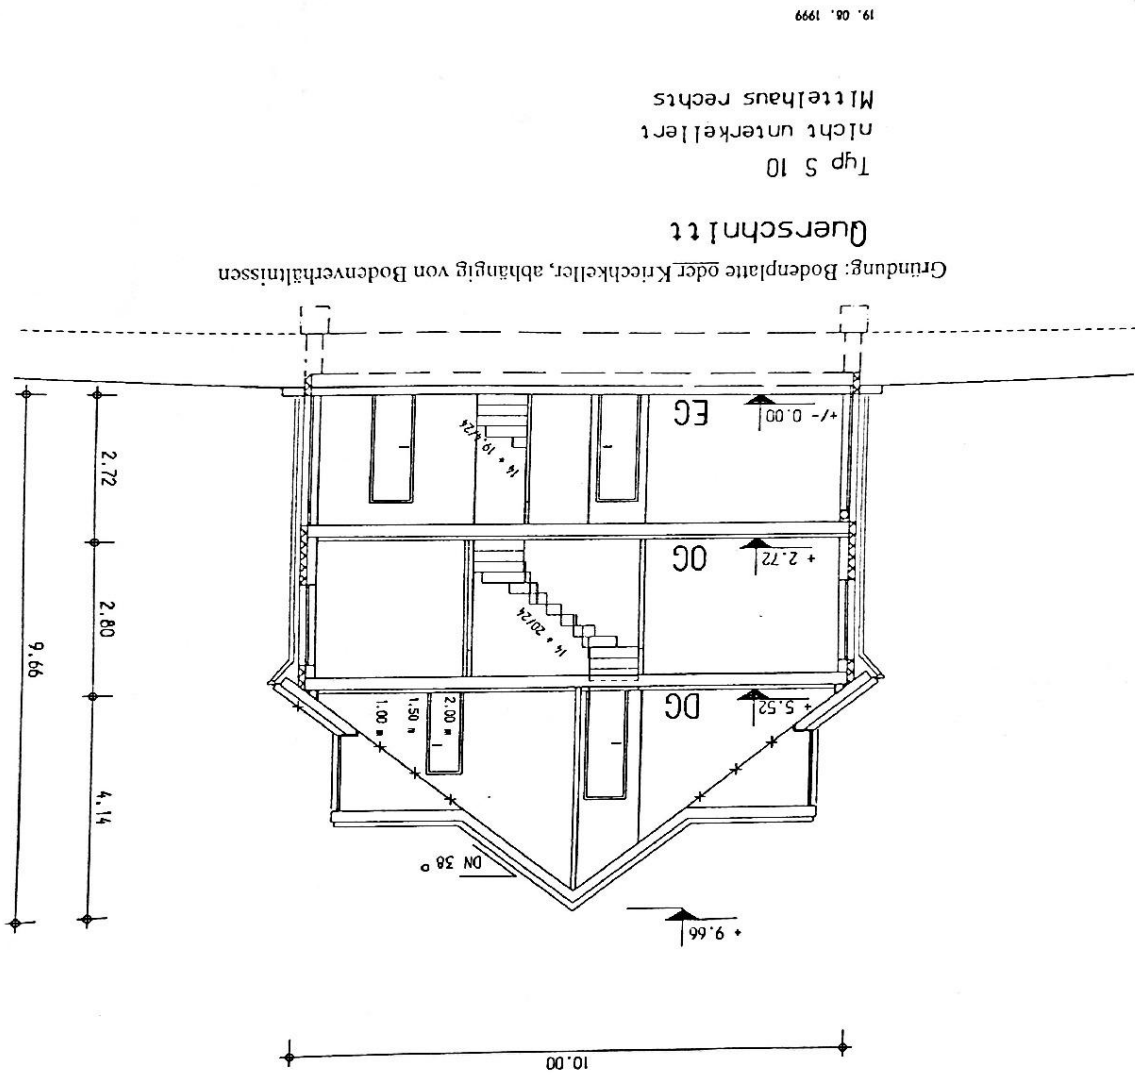 10.00
+ 9.66
DN 38°
4.14
+ 5.52
DG
2.00 m
1.50 m
1.00 m
9.66
14 * 20/24
2.80
+ 2.72
OG
14 * 19.4/24
2.72
+/- 0.00
EG
Gründung: Bodenplatte oder Kriechkeller, abhängig von Bodenverhältnissen
Querschnitt
Typ S 10
nicht unterkellert
Mittelhaus rechts
19. 08. 1999